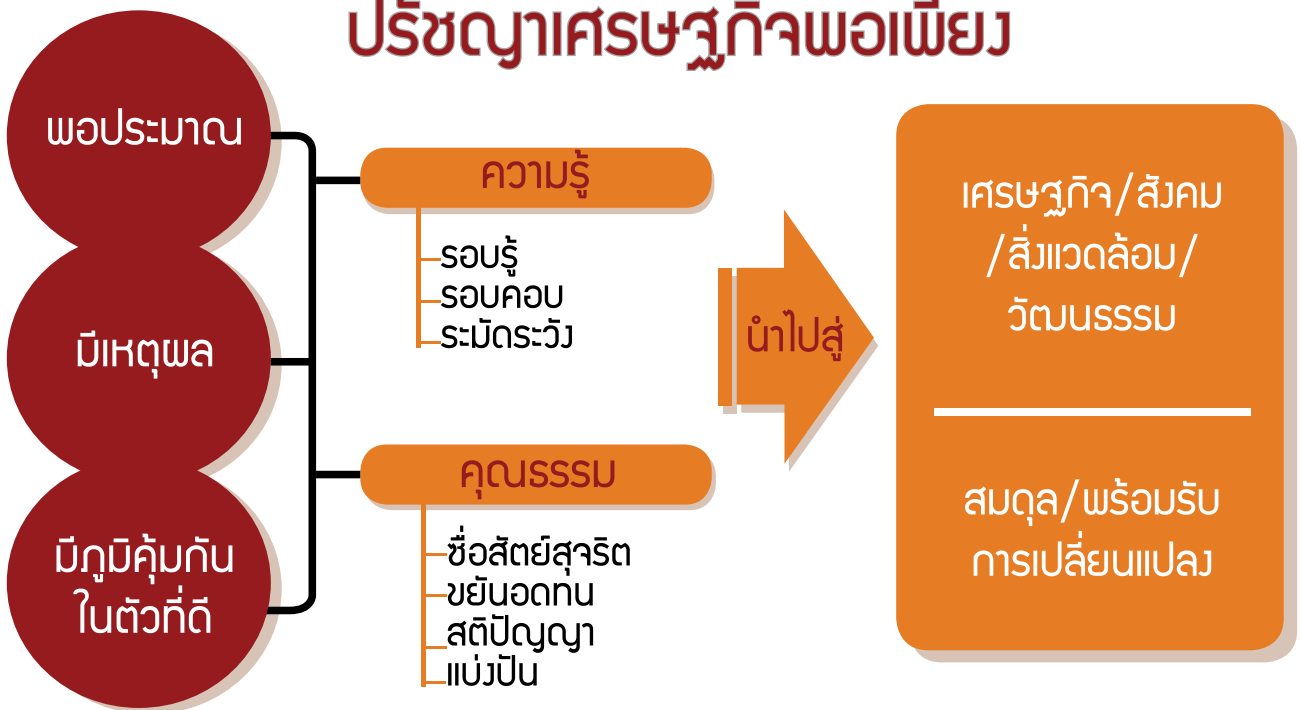 ปรัชญาเศรษฐกิจพอเพียง
พอประมาณ
มีเหตุผล
มีภูมิคุ้มกัน
ในตัวที่ดี
ความรู้
รอบรู้
รอบคอบ
ระมัดระวัง
คุณธรรม
ซื่อสัตย์สุจริต
ขยันอดทน
สติปัญญา
แบ่งปัน
นำไปสู่
เศรษฐกิจ/สังคม
/สิ่งแวดล้อม/
วัฒนธรรม
สมดุล/พร้อมรับ
การเปลี่ยนแปลง